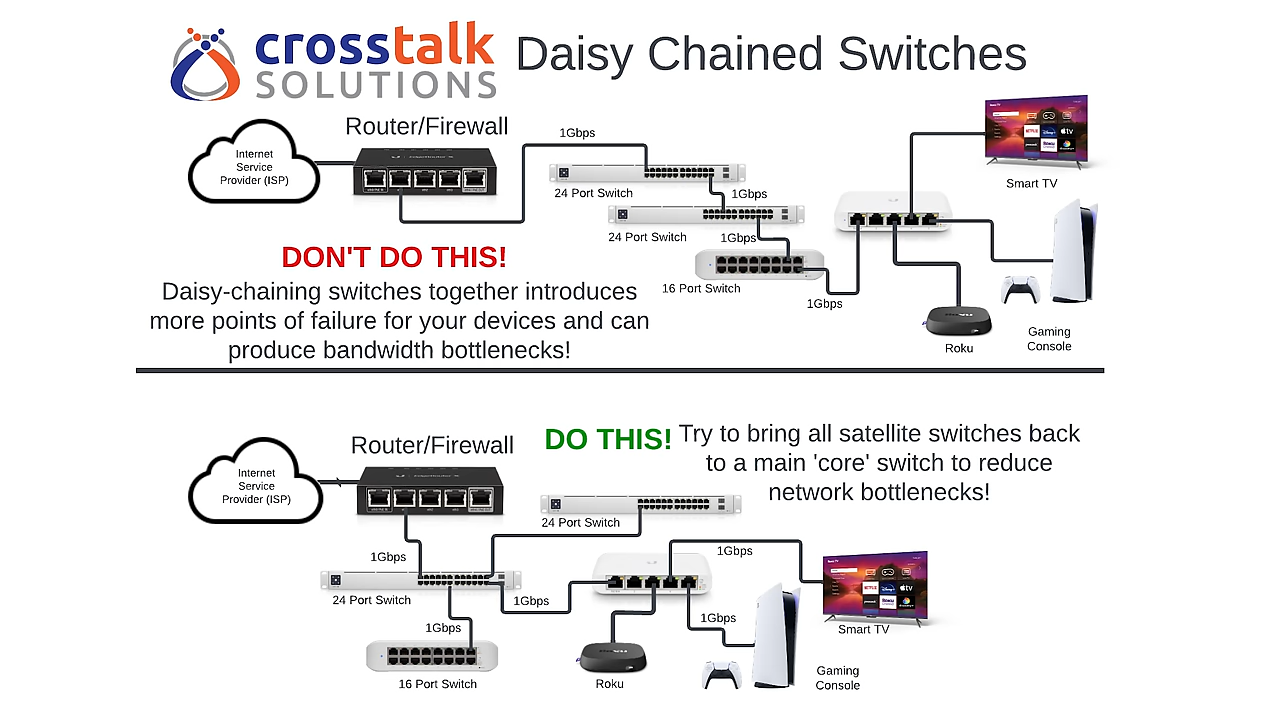 crosstalk
SOLUTIONS
Daisy Chained Switches
Router/Firewall
Internet
Service
Provider (ISP)
1Gbps
24 Port Switch
1Gbps
24 Port Switch
1Gbps
16 Port Switch
1Gbps
Smart TV
Roku
Gaming
Console
DON'T DO THIS!
Daisy-chaining switches together introduces
more points of failure for your devices and can
produce bandwidth bottlenecks!
DO THIS!
Try to bring all satellite switches back
to a main 'core' switch to reduce
network bottlenecks!
Router/Firewall
Internet
Service
Provider (ISP)
24 Port Switch
1Gbps
24 Port Switch
1Gbps
1Gbps
16 Port Switch
1Gbps
1Gbps
Smart TV
Roku
Gaming
Console